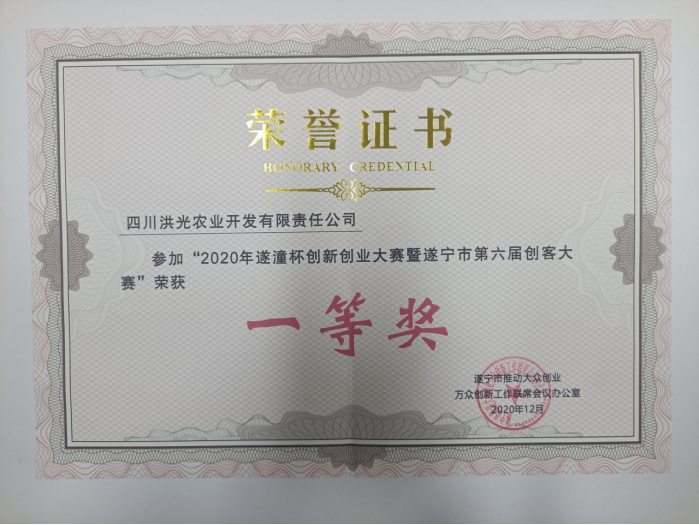 荣誉证书
HONORARY CREDENTIAL
四川洪光农业开发有限责任公司
参加“2020年遂潼杯创新创业大赛暨遂宁市第六届创客大
赛”荣获
一等奖
遂宁市推动大众创业
万众创新工作联席会议办公室
2020年12月